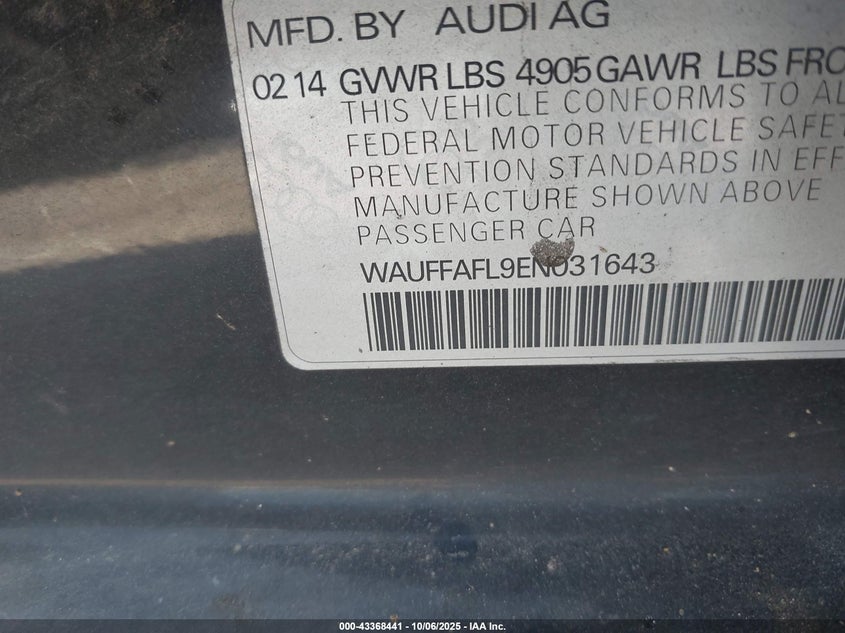 MFD. BY AUDI AG
02 14 GVWR LBS 4905 GAWR LBS FRO
THIS VEHICLE CONFORMS TO AL
FEDERAL MOTOR VEHICLE SAFET
PREVENTION STANDARDS IN EFF
MANUFACTURE SHOWN ABOVE
PASSENGER CAR
WAUFFAFL9EN031643
000-43368441 - 10/06/2025 - IAA Inc.